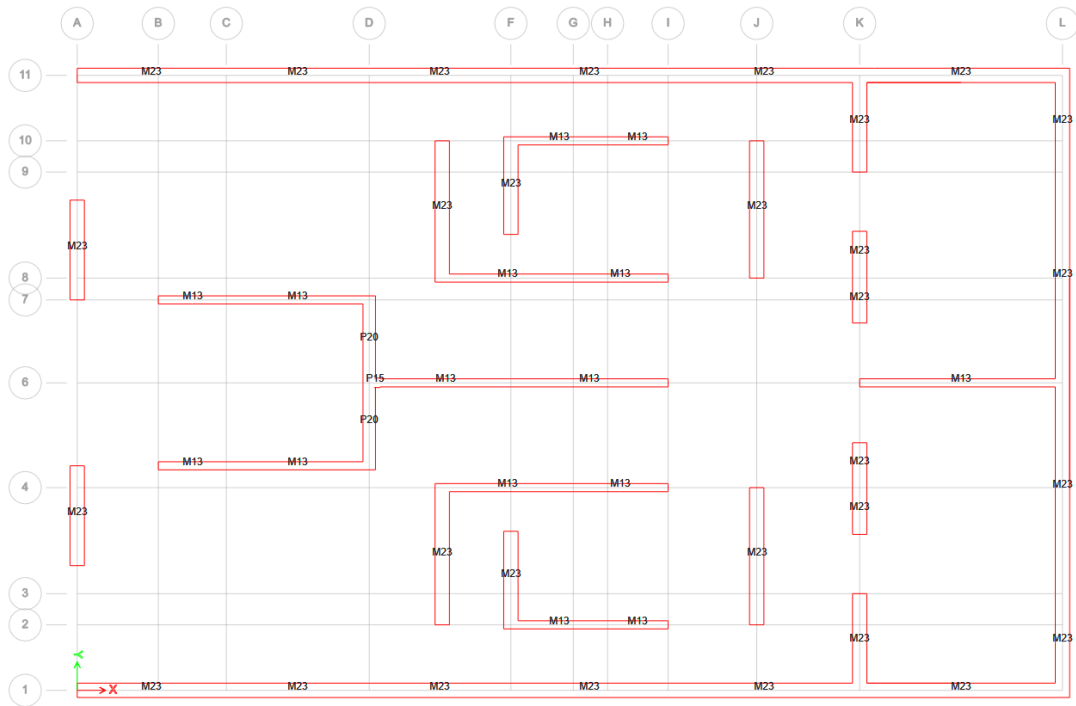 A B C D F G H I J K L
11 M23 M23 M23 M23 M23 M23
M23 M23
10 M13 M13
9 M23
M23 M23
M23 M23
8 M13 M13 M23
7 M13 M13 M23
P20
6 P15 M13 M13 M13
P20
M13 M13 M23
4 M13 M13 M23
M23 M23
M23 M23 M23
3
2 M13 M13
M23 M23
Y
1 X
M23 M23 M23 M23 M23 M23